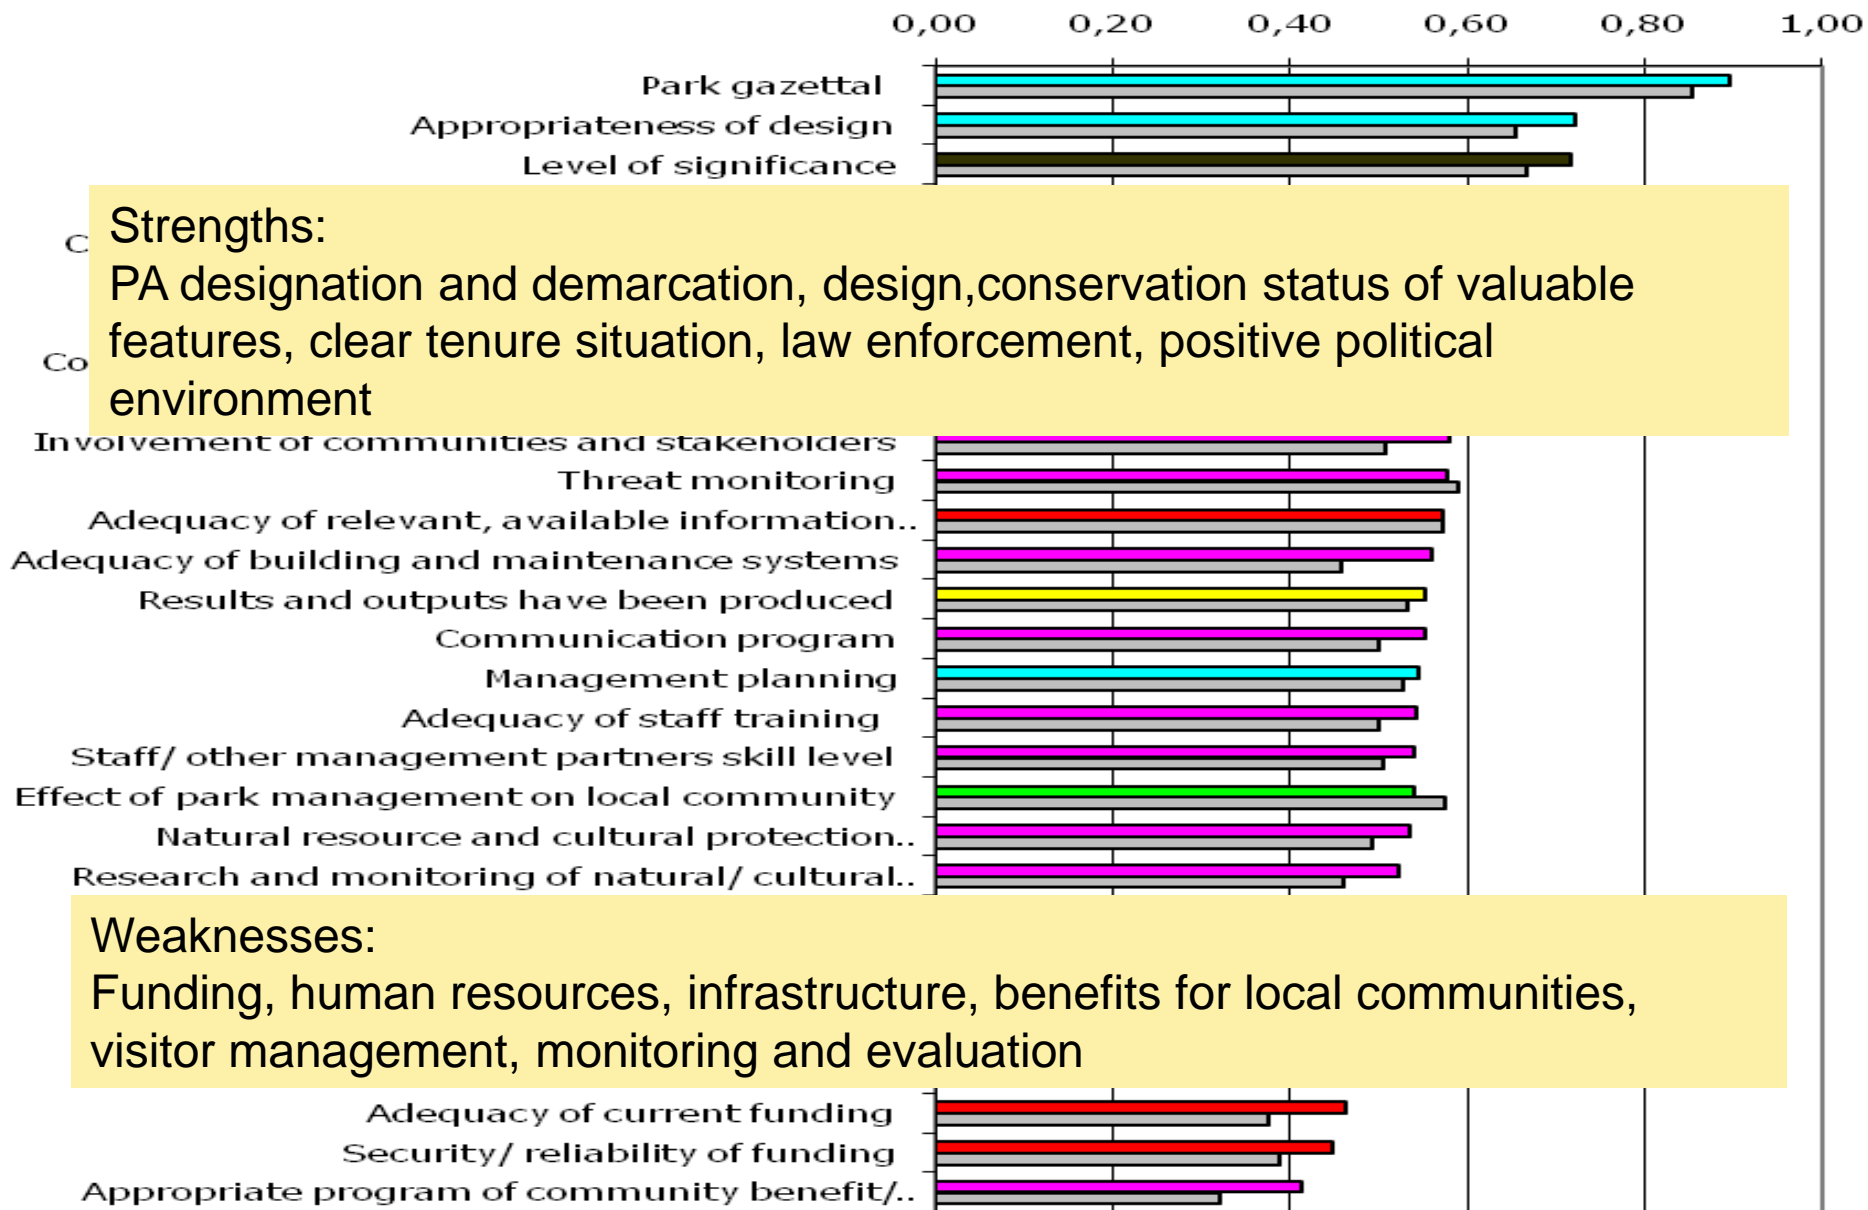 0,00 0,20 0,40 0,60 0,80 1,00
Park gazettal
Appropriateness of design
Level of significance
Strengths:
PA designation and demarcation, design,conservation status of valuable
features, clear tenure situation, law enforcement, positive political
environment
Involvement of communities and stakeholders
Threat monitoring
Adequacy of relevant, available information..
Adequacy of building and maintenance systems
Results and outputs have been produced
Communication program
Management planning
Adequacy of staff training
Staff/ other management partners skill level
Effect of park management on local community
Natural resource and cultural protection..
Research and monitoring of natural/ cultural..
Weaknesses:
Funding, human resources, infrastructure, benefits for local communities,
visitor management, monitoring and evaluation
Adequacy of current funding
Security/ reliability of funding
Appropriate program of community benefit/..